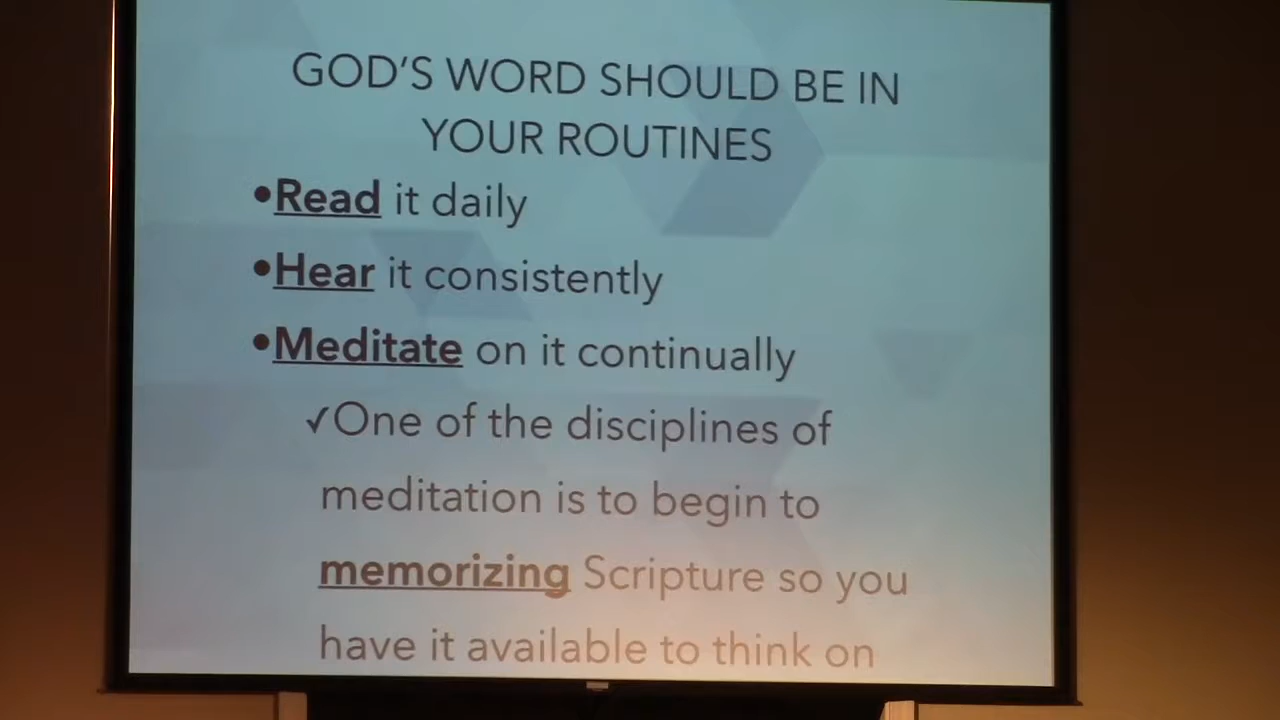 GOD'S WORD SHOULD BE IN
YOUR ROUTINES
•Read it daily
•Hear it consistently
•Meditate on it continually
✓One of the disciplines of
meditation is to begin to
memorizing Scripture so you
have it available to think on